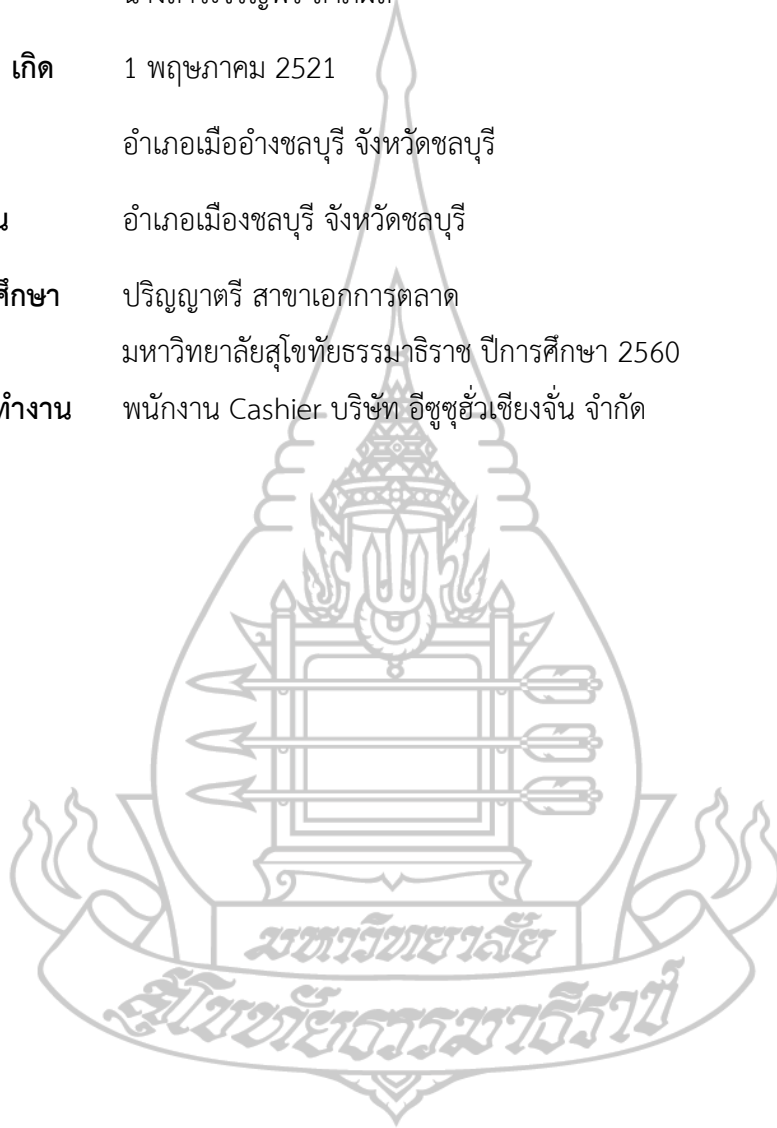 เกิด 1 พฤษภาคม 2521
อำเภอเมืออำงชลบุรี จังหวัดชลบุรี
น อำเภอเมืองชลบุรี จังหวัดชลบุรี
ศึกษา ปริญญาตรี สาขาเอกการตลาด
มหาวิทยาลัยสุโขทัยธรรมาธิราช ปีการศึกษา 2560
ทำงาน พนักงาน Cashier บริษัท อีซูซุฮั่วเชียงจั่น จำกัด
มหาวิทยาลัย
สุโขทัยธรรมาธิราช